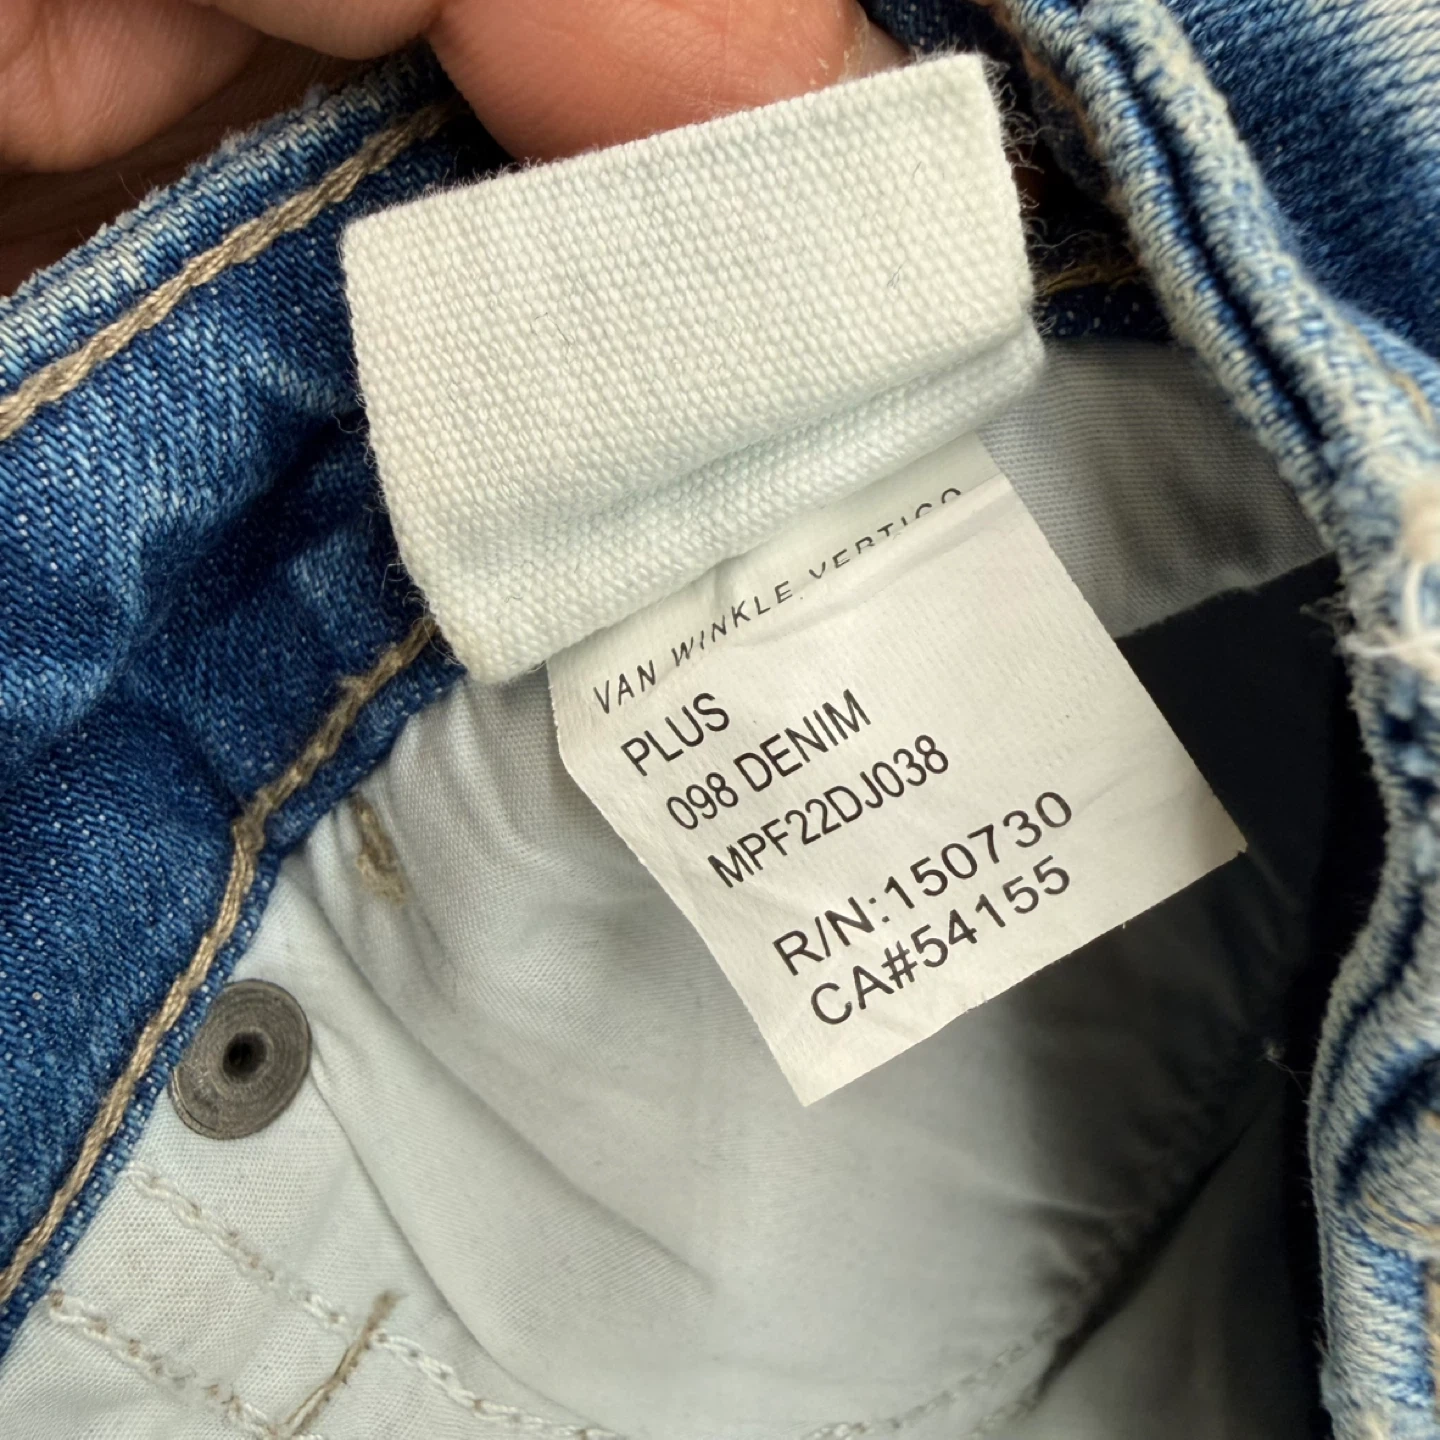 VAN WINKLE VERTIGO
PLUS
098 DENIM
MPF22DJ038
R/N:150730
CA#54155